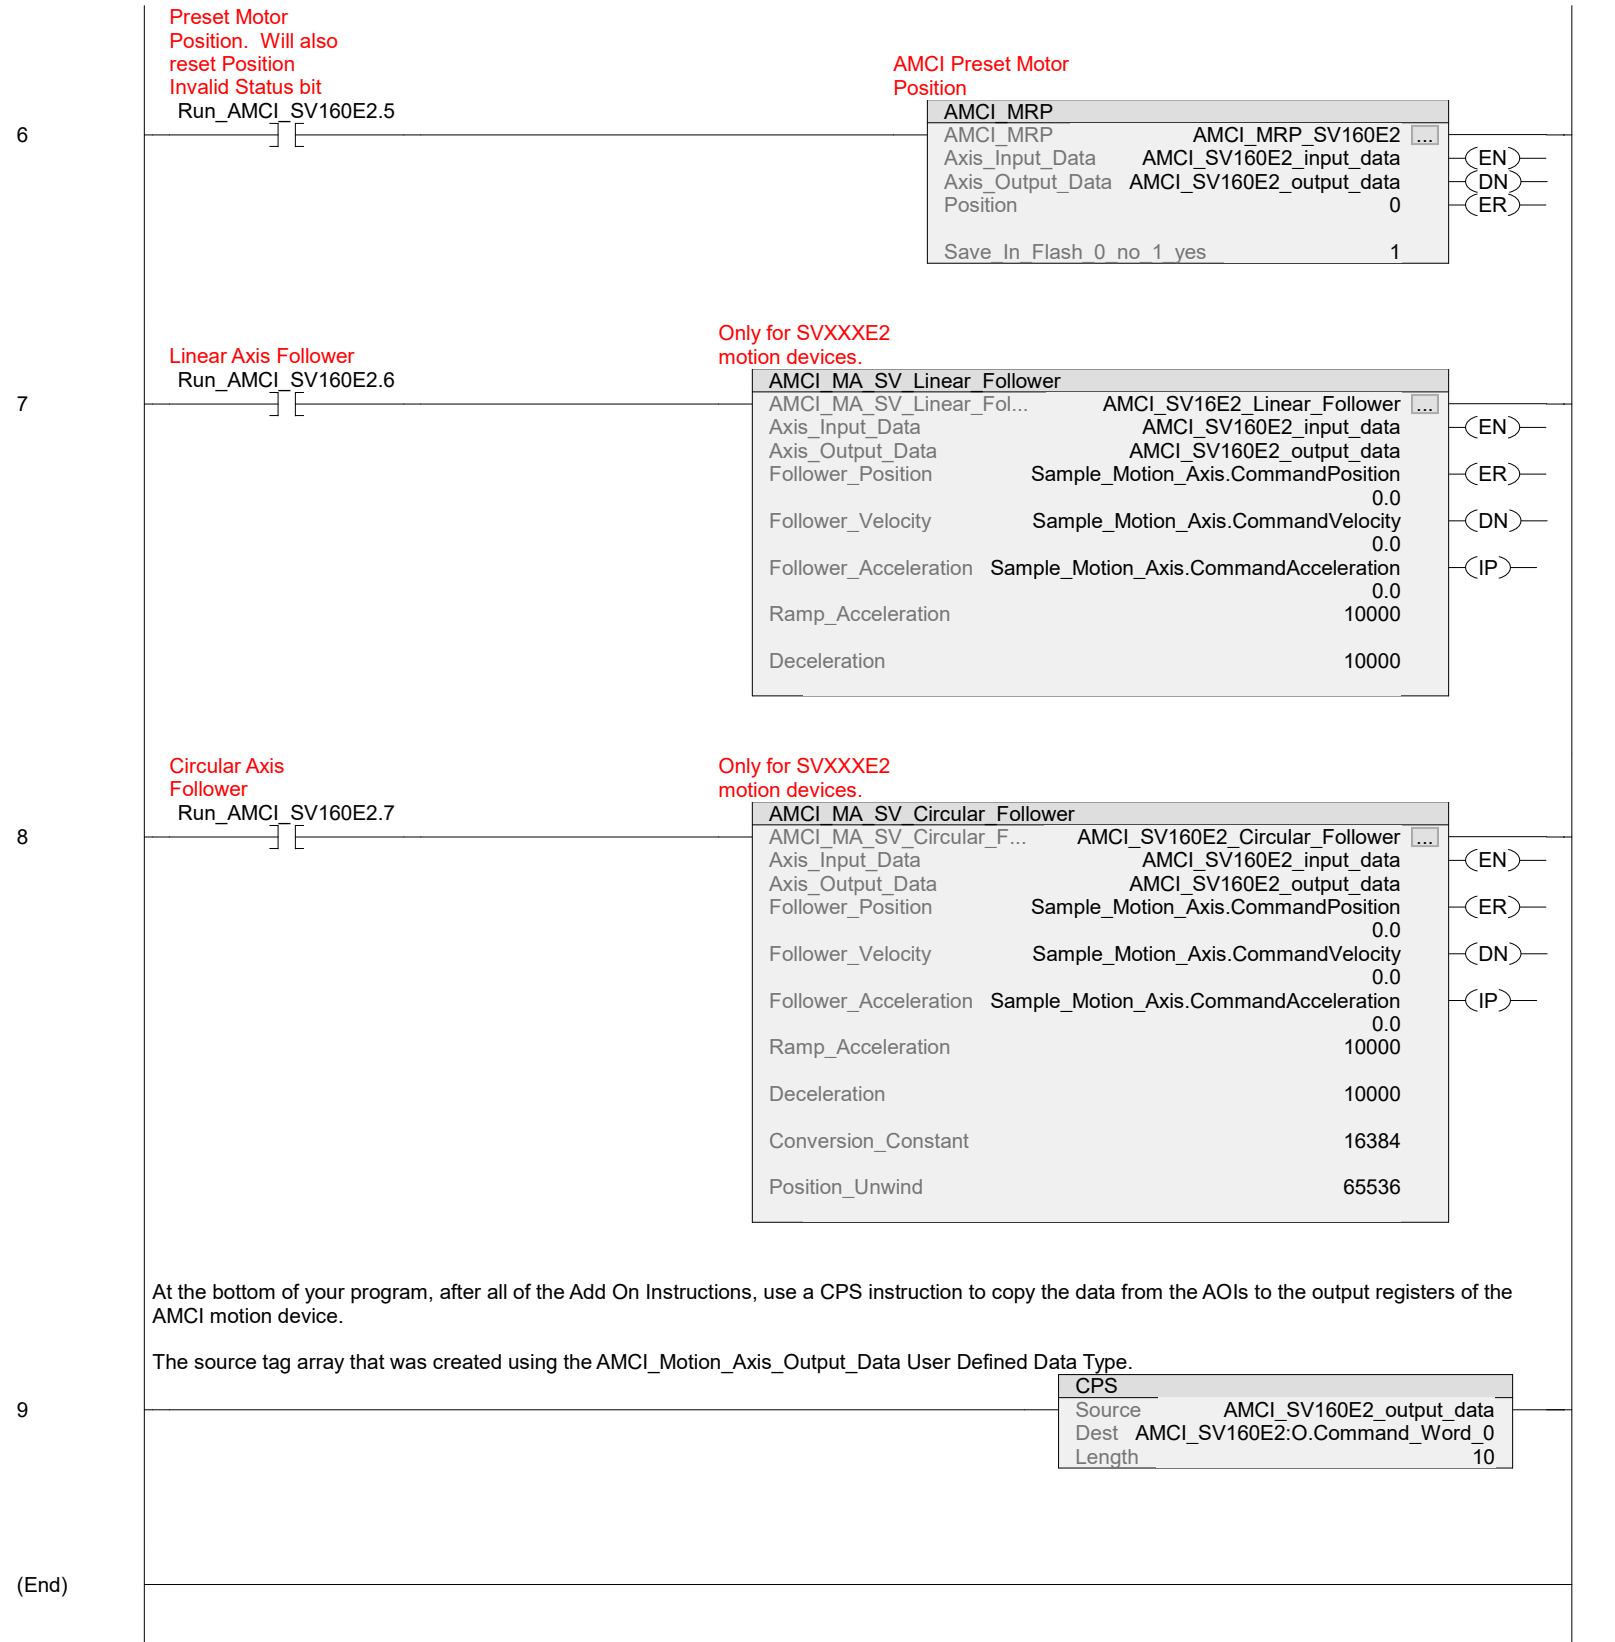 Preset Motor
Position.  Will also
reset Position
Invalid Status bit
Run_AMCI_SV160E2.5
AMCI Preset Motor
Position
6
AMCI_MRP
AMCI_MRP AMCI_MRP_SV160E2 ...
Axis_Input_Data AMCI_SV160E2_input_data (EN)
Axis_Output_Data AMCI_SV160E2_output_data (DN)
Position 0 (ER)
Save_In_Flash_0_no_1_yes 1
Linear Axis Follower
Run_AMCI_SV160E2.6
Only for SVXXXE2
motion devices.
7
AMCI_MA_SV_Linear_Follower
AMCI_MA_SV_Linear_Fol... AMCI_SV16E2_Linear_Follower ...
Axis_Input_Data AMCI_SV160E2_input_data (EN)
Axis_Output_Data AMCI_SV160E2_output_data
Follower_Position Sample_Motion_Axis.CommandPosition (ER)
0.0
Follower_Velocity Sample_Motion_Axis.CommandVelocity (DN)
0.0
Follower_Acceleration Sample_Motion_Axis.CommandAcceleration (IP)
0.0
Ramp_Acceleration 10000
Deceleration 10000
Circular Axis
Follower
Run_AMCI_SV160E2.7
Only for SVXXXE2
motion devices.
8
AMCI_MA_SV_Circular_Follower
AMCI_MA_SV_Circular_F... AMCI_SV160E2_Circular_Follower ...
Axis_Input_Data AMCI_SV160E2_input_data (EN)
Axis_Output_Data AMCI_SV160E2_output_data
Follower_Position Sample_Motion_Axis.CommandPosition (ER)
0.0
Follower_Velocity Sample_Motion_Axis.CommandVelocity (DN)
0.0
Follower_Acceleration Sample_Motion_Axis.CommandAcceleration (IP)
0.0
Ramp_Acceleration 10000
Deceleration 10000
Conversion_Constant 16384
Position_Unwind 65536
At the bottom of your program, after all of the Add On Instructions, use a CPS instruction to copy the data from the AOIs to the output registers of the
AMCI motion device.
The source tag array that was created using the AMCI_Motion_Axis_Output_Data User Defined Data Type.
9
CPS
Source AMCI_SV160E2_output_data
Dest AMCI_SV160E2:O.Command_Word_0
Length 10
(End)